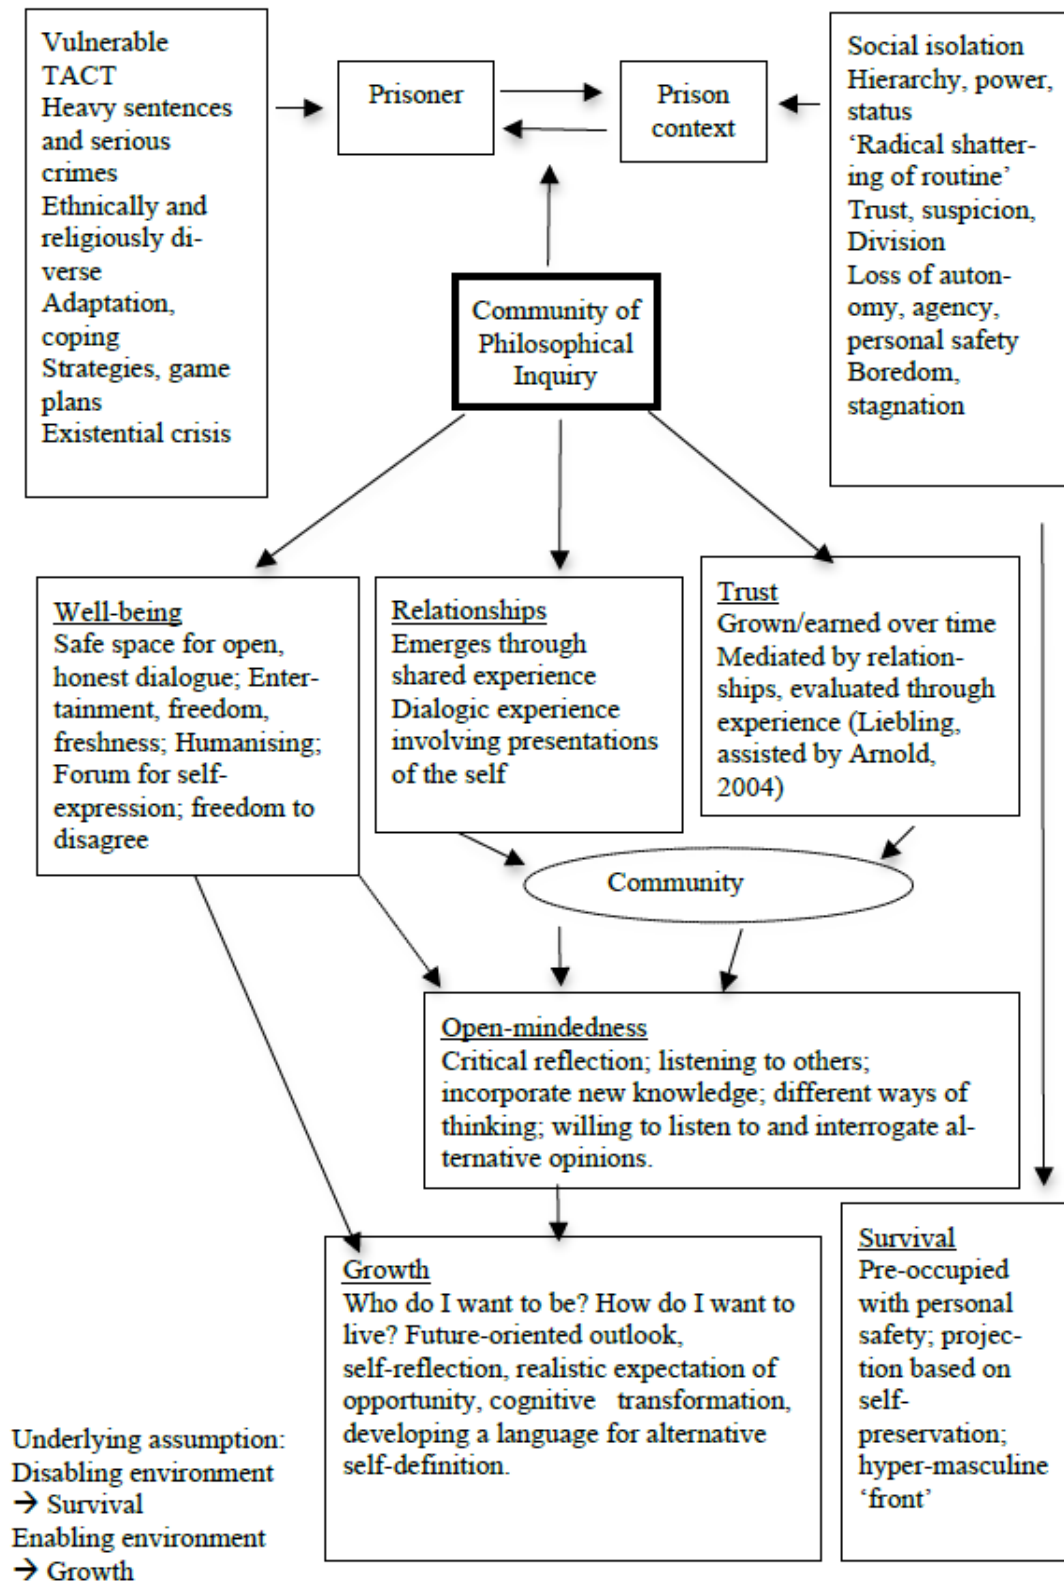 Vulnerable
TACT
Heavy sentences
and serious
crimes
Ethnically and
religiously di-
verse
Adaptation,
coping
Strategies, game
plans
Existential crisis
Prisoner
Prison
context
Social isolation
Hierarchy, power,
status
‘Radical shatter-
ing of routine’
Trust, suspicion,
Division
Loss of auton-
omy, agency,
personal safety
Boredom,
stagnation
Community of
Philosophical
Inquiry
Well-being
Safe space for open,
honest dialogue; Enter-
tainment, freedom,
freshness; Humanising;
Forum for self-
expression; freedom to
disagree
Relationships
Emerges through
shared experience
Dialogic experience
involving presentations
of the self
Trust
Grown/earned over time
Mediated by relation-
ships, evaluated through
experience (Liebling,
assisted by Arnold,
2004)
Community
Open-mindedness
Critical reflection; listening to others;
incorporate new knowledge; different ways of
thinking; willing to listen to and interrogate al-
ternative opinions.
Growth
Who do I want to be? How do I want to
live? Future-oriented outlook,
self-reflection, realistic expectation of
opportunity, cognitive transformation,
developing a language for alternative
self-definition.
Survival
Pre-occupied
with personal
safety; projec-
tion based on
self-
preservation;
hyper-masculine
‘front’
Underlying assumption:
Disabling environment
→ Survival
Enabling environment
→ Growth